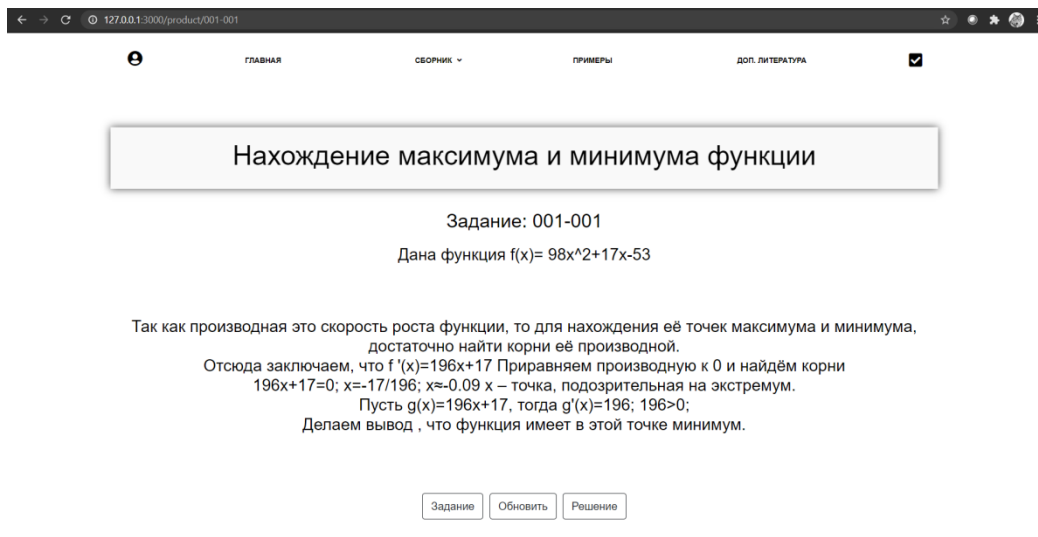 127.0.0.1:3000/product/001-001
ГЛАВНАЯ СБОРНИК ПРИМЕРЫ ДОП. ЛИТЕРАТУРА
Нахождение максимума и минимума функции
Задание: 001-001
Дана функция f(x)= 98x^2+17x-53
Так как производная это скорость роста функции, то для нахождения её точек максимума и минимума,
достаточно найти корни её производной.
Отсюда заключаем, что f '(x)=196x+17 Приравняем производную к 0 и найдём корни
196x+17=0; x=-17/196; x≈-0.09 x – точка, подозрительная на экстремум.
Пусть g(x)=196x+17, тогда g'(x)=196; 196>0;
Делаем вывод , что функция имеет в этой точке минимум.
Задание Обновить Решение